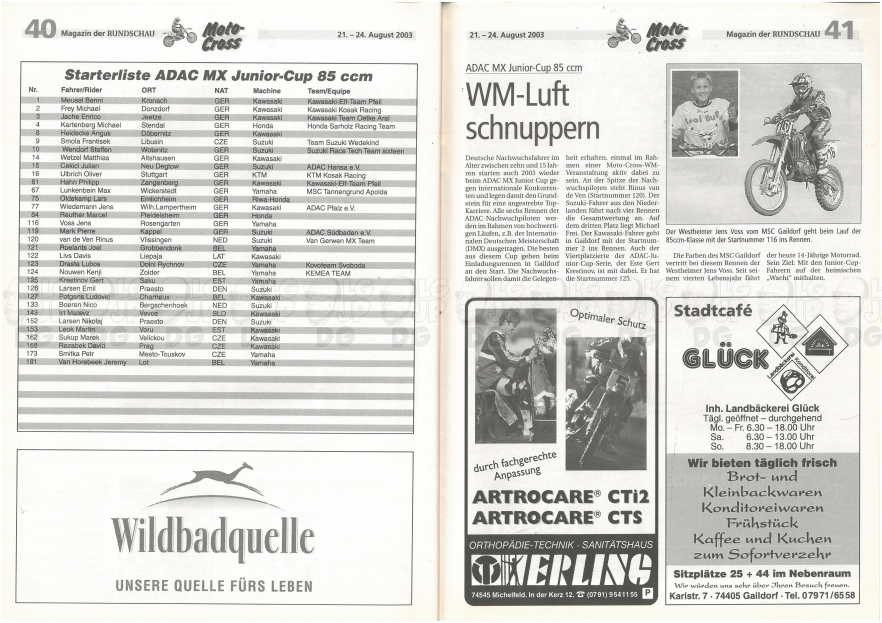 40 Magazin der RUNDSCHAU
Moto-
Cross
21. – 24. August 2003
Starterliste ADAC MX Junior-Cup 85 ccm
Nr. Fahrer/Rider ORT NAT Machine Team/Equipe
1 Meusel Benni Kronach GER Kawasaki Kawasaki-Elf-Team Pfeil
2 Frey Michael Donzdorf GER Kawasaki Kawasaki Kosak Racing
3 Jache Enrico Jeetze GER Kawasaki Kawasaki Team Oelke Aral
4 Kartenberg Michael Stendal GER Honda Honda Sarholz Racing Team
8 Heidecke Angus Döbernitz GER Kawasaki
9 Smola Frantisek Libusin CZE Suzuki Team Suzuki Wedekind
10 Wendorf Steffen Wotenitz GER Suzuki Suzuki Race Tech Team sixteen
14 Wetzel Matthias Altshausen GER Kawasaki
15 Cekici Julian Neu Degtow GER Suzuki ADAC Hansa e.V.
16 Ulbrich Oliver Stuttgart GER KTM KTM Kosak Racing
61 Hahn Philipp Zangenberg GER Kawasaki Kawasaki-Elf-Team Pfeil
67 Lunkenbein Max Wickerstedt GER Yamaha MSC Tannengrund Apolda
75 Oldekamp Lars Emlichheim GER Riwa-Honda
77 Wiedemann Jens Wilh.Lampertheim GER Kawasaki ADAC Pfalz e.V.
84 Reuther Marcel Pleidelsheim GER Honda
116 Voss Jens Rosengarten GER Yamaha
119 Mark Pierre Kappel GER Suzuki ADAC Südbaden e.V.
120 van de Ven Rinus Vlissingen NED Suzuki Van Gerwen MX Team
121 Roelants Joel Grobbendonk BEL Yamaha
122 Livs Davis Liepaja LAT Kawasaki
123 Drasta Lubos Dolni Rychnov CZE Yamaha Kovoteam Svoboda
124 Nouwen Kenji Zolder BEL Yamaha KEMEA TEAM
125 Krestinov Gert Saku EST Yamaha
126 Larsen Emil Praesto DEN Suzuki
127 Potgens Ludovic Charneux BEL Kawasaki
133 Boeren Nico Bergschenhoek NED Suzuki
143 Irt Matevz Vevce SLO Kawasaki
152 Larsen Nikolaj Praesto DEN Suzuki
153 Leok Martin Voru EST Kawasaki
162 Sukup Marek Velickou CZE Kawasaki
168 Rezabek David Prag CZE Kawasaki
173 Smitka Petr Mesto-Touskov CZE Yamaha
181 Van Horebeek Jeremy Lot BEL Yamaha
Wildbadquelle
UNSERE QUELLE FÜRS LEBEN
21. – 24. August 2003
Moto-
Cross
Magazin der RUNDSCHAU 41
ADAC MX Junior-Cup 85 ccm
WM-Luft
schnuppern
Deutsche Nachwuchsfahrer im
Alter zwischen zehn und 15 Jahren
starten auch 2003 wieder
beim ADAC MX Junior Cup gegen
internationale Konkurrenten
und legen damit den Grundstein
für eine angestrebte Top-
Karriere. Alle sechs Rennen der
ADAC-Nachwuchspiloten werden
im Rahmen von hochwertigen
Läufen, z.B. der Internationalen
Deutschen Meisterschaft
(DMX) ausgetragen. Die besten
aus diesem Cup gehen beim
Einladungsrennen in Gaildorf
an den Start. Die Nachwuchsfahrer
sollen damit die Gelegenheit
erhalten, einmal im Rahmen
einer Moto-Cross-WM-
Veranstaltung aktiv dabei zu
sein. An der Spitze der Nachwuchspiloten
steht Rinus van
de Ven (Startnummer 120). Der
Suzuki-Fahrer aus den Niederlanden
führt nach vier Rennen
die Gesamtwertung an. Auf
dem dritten Platz liegt Michael
Frei. Der Kawasaki-Fahrer geht
in Gaildorf mit der Startnummer
2 ins Rennen. Auch der
Viertplatzierte der ADAC-Junior-Cup-Serie,
der Este Gert
Krestinov, ist mit dabei. Er hat
die Startnummer 125.
Der Westheimer Jens Voss vom MSC Gaildorf geht beim Lauf der
85ccm-Klasse mit der Startnummer 116 ins Rennen.
Die Farben des MSC Gaildorf
vertritt bei diesem Rennen der
Westheimer Jens Voss. Seit seinem
vierten Lebensjahr fährt
der heute 14-Jährige Motorrad.
Sein Ziel: Mit den Junior-Cup-
Fahrern auf der heimischen
„Wacht" mithalten.
Optimaler Schutz
durch fachgerechte
Anpassung
ARTROCARE® CTi2
ARTROCARE® CTS
ORTHOPÄDIE-TECHNIK - SANITÄTSHAUS
KERLING
74545 Michelfeld, In der Kerz 12, ☎ (0791) 9541155 P
Stadtcafé
GLÜCK
Landbäckerei Konditorei
Inh. Landbäckerei Glück
Tägl. geöffnet – durchgehend
Mo. – Fr. 6.30 – 18.00 Uhr
Sa. 6.30 – 13.00 Uhr
So. 8.30 – 18.00 Uhr
Wir bieten täglich frisch
Brot- und
Kleinbackwaren
Konditoreiwaren
Frühstück
Kaffee und Kuchen
zum Sofortverzehr
Sitzplätze 25 + 44 im Nebenraum
Wir würden uns sehr über Ihren Besuch freuen.
Karlstr. 7 · 74405 Gaildorf · Tel. 07971/6558